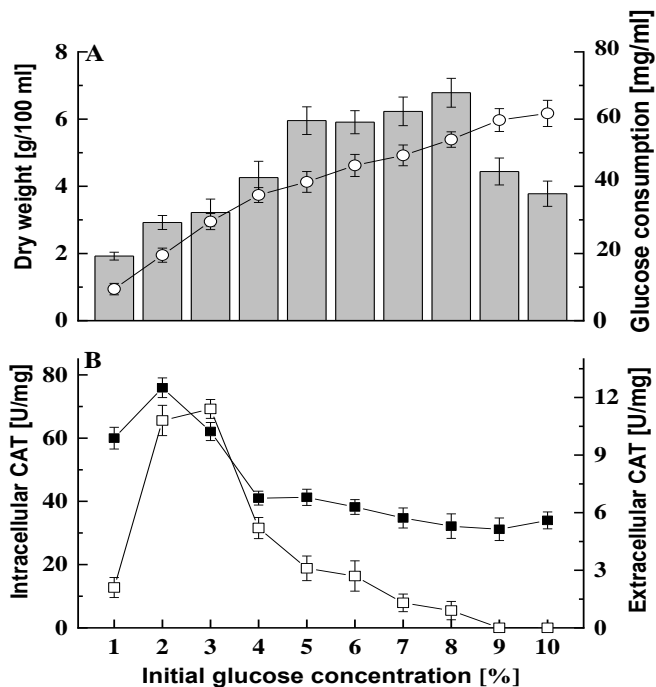 A
Dry weight [g/100 ml]
8
6
4
2
0
Glucose consumption [mg/ml]
80
60
40
20
0
B
Intracellular CAT [U/mg]
80
60
40
20
0
Extracellular CAT [U/mg]
12
9
6
3
0
1 2 3 4 5 6 7 8 9 10
Initial glucose concentration [%]